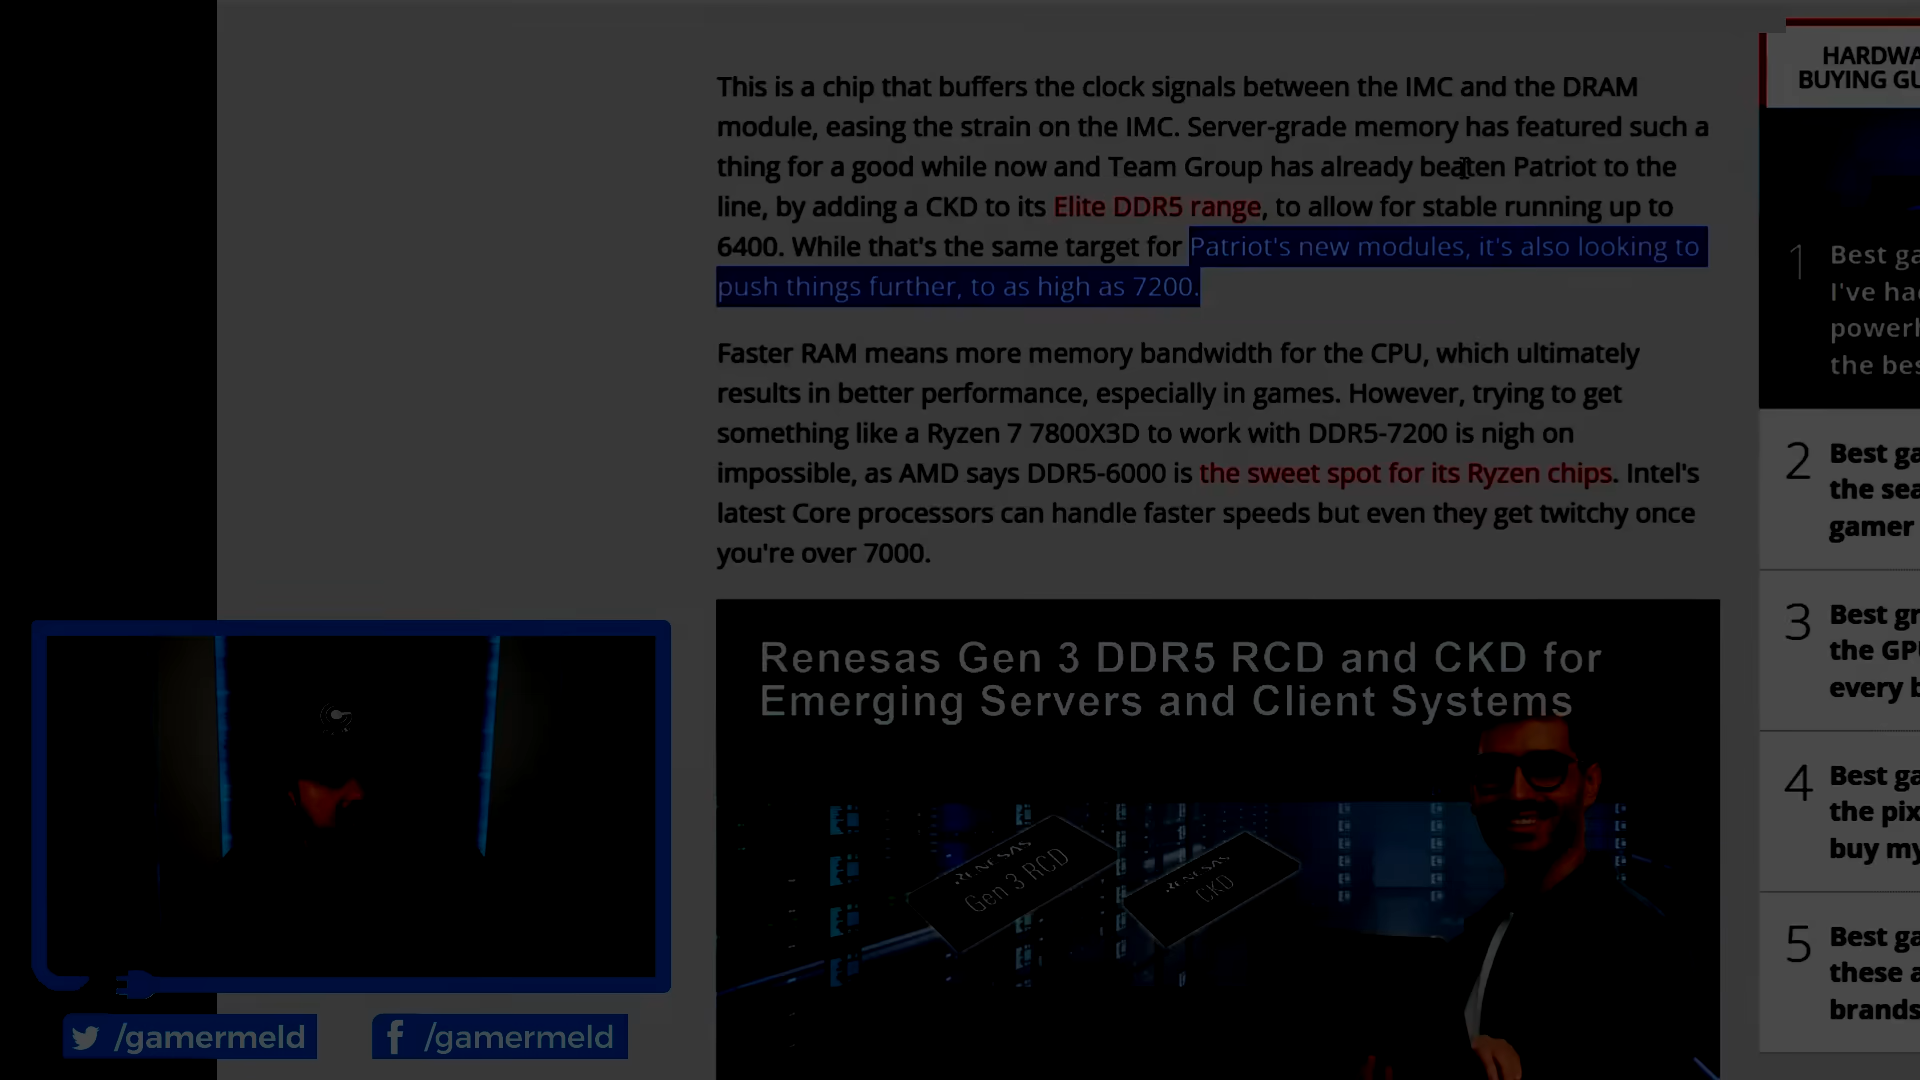 This is a chip that buffers the clock signals between the IMC and the DRAM
module, easing the strain on the IMC. Server-grade memory has featured such a
thing for a good while now and Team Group has already beaten Patriot to the
line, by adding a CKD to its Elite DDR5 range, to allow for stable running up to
6400. While that's the same target for Patriot's new modules, it's also looking to
push things further, to as high as 7200.
Faster RAM means more memory bandwidth for the CPU, which ultimately
results in better performance, especially in games. However, trying to get
something like a Ryzen 7 7800X3D to work with DDR5-7200 is nigh on
impossible, as AMD says DDR5-6000 is the sweet spot for its Ryzen chips. Intel's
latest Core processors can handle faster speeds but even they get twitchy once
you're over 7000.
Renesas Gen 3 DDR5 RCD and CKD for
Emerging Servers and Client Systems
RENESAS
Gen 3 RCD
RENESAS
CKD
HARDWA
BUYING GU
1
Best ga
I've had
powerh
the bes
2
Best ga
the sea
gamer
3
Best gr
the GPU
every b
4
Best ga
the pix
buy my
5
Best ga
these a
brands
/gamermeld
/gamermeld